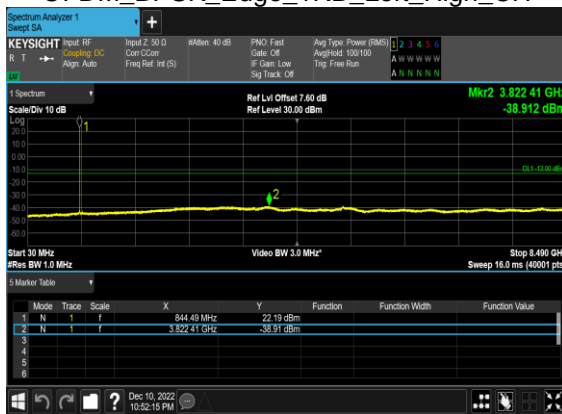 Spectrum Analyzer 1
Swept SA
KEYSIGHT Input: RF Input Z: 50 Ω #Atten: 40 dB PNO: Fast Avg Type: Power (RMS) 1 2 3 4 5 6
R T Coupling: DC Corr CCorr Gate: Off Avg|Hold: 100/100 A W W W W W
Align: Auto Freq Ref: Int (S) IF Gain: Low Trig: Free Run
Sig Track: Off A N N N N N
LU
1 Spectrum Ref Lvl Offset 7.60 dB Mkr2 3.822 41 GH
Scale/Div 10 dB Ref Level 30.00 dBm -38.912 dBn
Log
1
20.0
10.0
0.00
-10.0 DL1 -13.00 dB
-20.0
-30.0 2
-40.0
-50.0
-60.0
Start 30 MHz Video BW 3.0 MHz* Stop 8.490 GH
#Res BW 1.0 MHz Sweep 16.0 ms (40001 pts
5 Marker Table
Mode Trace Scale X Y Function Function Width Function Value
1 N 1 f 844.49 MHz 22.19 dBm
2 N 1 f 3.822 41 GHz -38.91 dBm
3
4
5
6
? Dec 10, 2022
10:52:15 PM